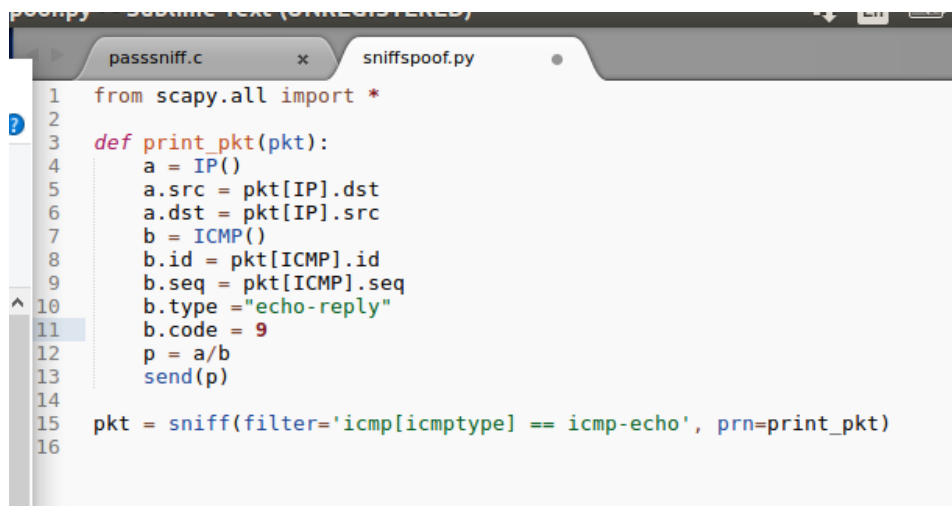 Sublime Text (UNREGISTERED)
passsniff.c x sniffspoof.py
1 from scapy.all import *
2
3 def print_pkt(pkt):
4 a = IP()
5 a.src = pkt[IP].dst
6 a.dst = pkt[IP].src
7 b = ICMP()
8 b.id = pkt[ICMP].id
9 b.seq = pkt[ICMP].seq
10 b.type ="echo-reply"
11 b.code = 9
12 p = a/b
13 send(p)
14
15 pkt = sniff(filter='icmp[icmptype] == icmp-echo', prn=print_pkt)
16